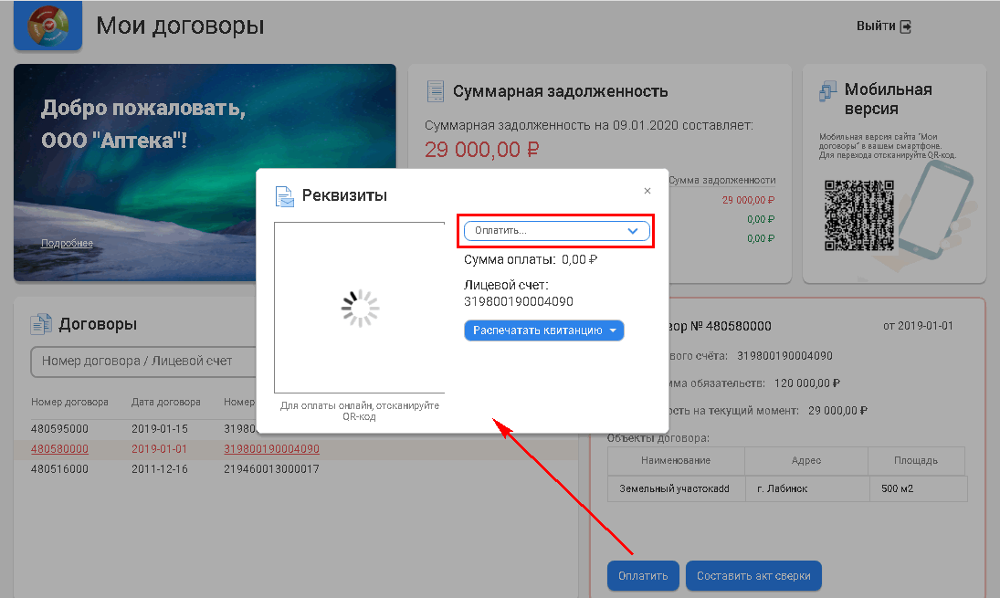 Мои договоры
Выйти
Добро пожаловать,
ООО "Аптека"!
Подробнее
Суммарная задолженность
Суммарная задолженность на 09.01.2020 составляет:
29 000,00 ₽
Сумма задолженности
29 000,00 ₽
0,00 ₽
0,00 ₽
Мобильная
версия
Мобильная версия сайта "Мои
договоры" в вашем смартфоне.
Для перехода отсканируйте QR-код.
Реквизиты
×
Оплатить...
Сумма оплаты: 0,00 ₽
Лицевой счет:
319800190004090
Распечатать квитанцию
Для оплаты онлайн, отсканируйте
QR-код
Договоры
Номер договора / Лицевой счет
Номер договора Дата договора Номер
480595000 2019-01-15 31980
480580000 2019-01-01 319800190004090
480516000 2011-12-16 219460013000017
вор № 480580000 от 2019-01-01
вого счёта: 319800190004090
мма обязательств: 120 000,00 ₽
ость на текущий момент: 29 000,00 ₽
Объекты договора:
Наименование Адрес Площадь
Земельный участокadd г. Лабинск 500 м2
Оплатить Составить акт сверки